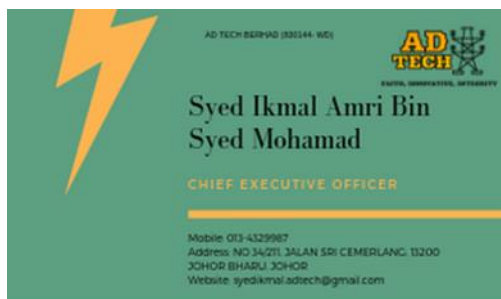 AD TECH BERHAD (930144- WD)
AD
TECH
FAITH, INNOVATIVE, INTEGRITY
Syed Ikmal Amri Bin
Syed Mohamad
CHIEF EXECUTIVE OFFICER
Mobile: 013-4329987
Address: NO 34/211, JALAN SRI CEMERLANG, 13200
JOHOR BHARU, JOHOR
Website: syedikmal.adtech@gmail.com